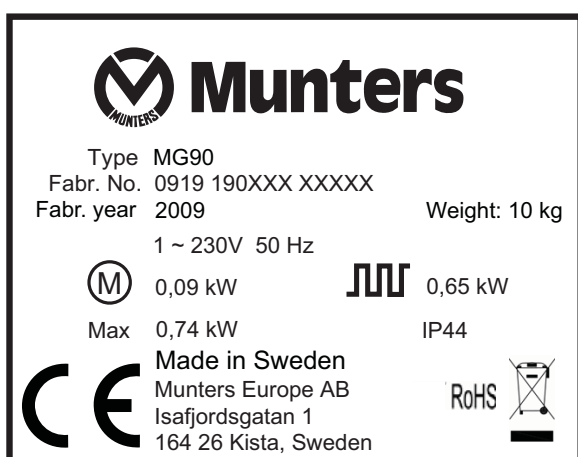 MUNTERS Munters
Type MG90
Fabr. No. 0919 190XXX XXXXX
Fabr. year 2009 Weight: 10 kg
1 ~ 230V 50 Hz
M 0,09 kW 0,65 kW
Max 0,74 kW IP44
CE Made in Sweden
Munters Europe AB
RoHS
Isafjordsgatan 1
164 26 Kista, Sweden